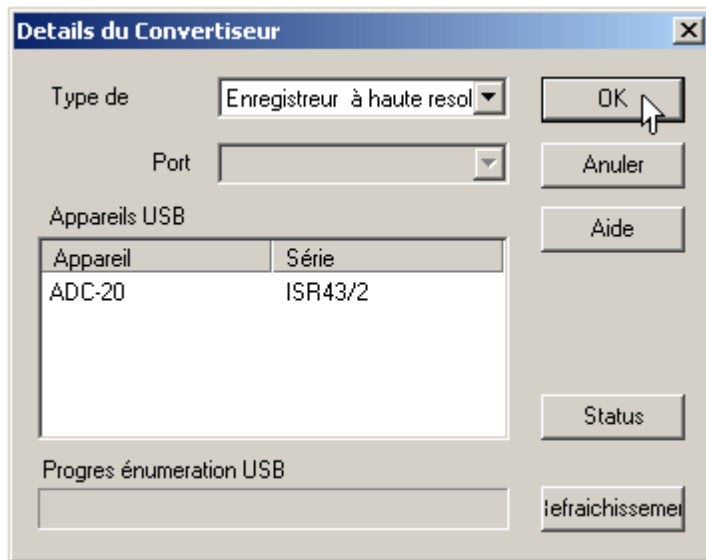 Details du Convertiseur
Type de
Enregistreur à haute resol
OK
Port
Anuler
Appareils USB
Aide
Appareil Série
ADC-20 ISR43/2
Status
Progres énumeration USB
lefraichissemei